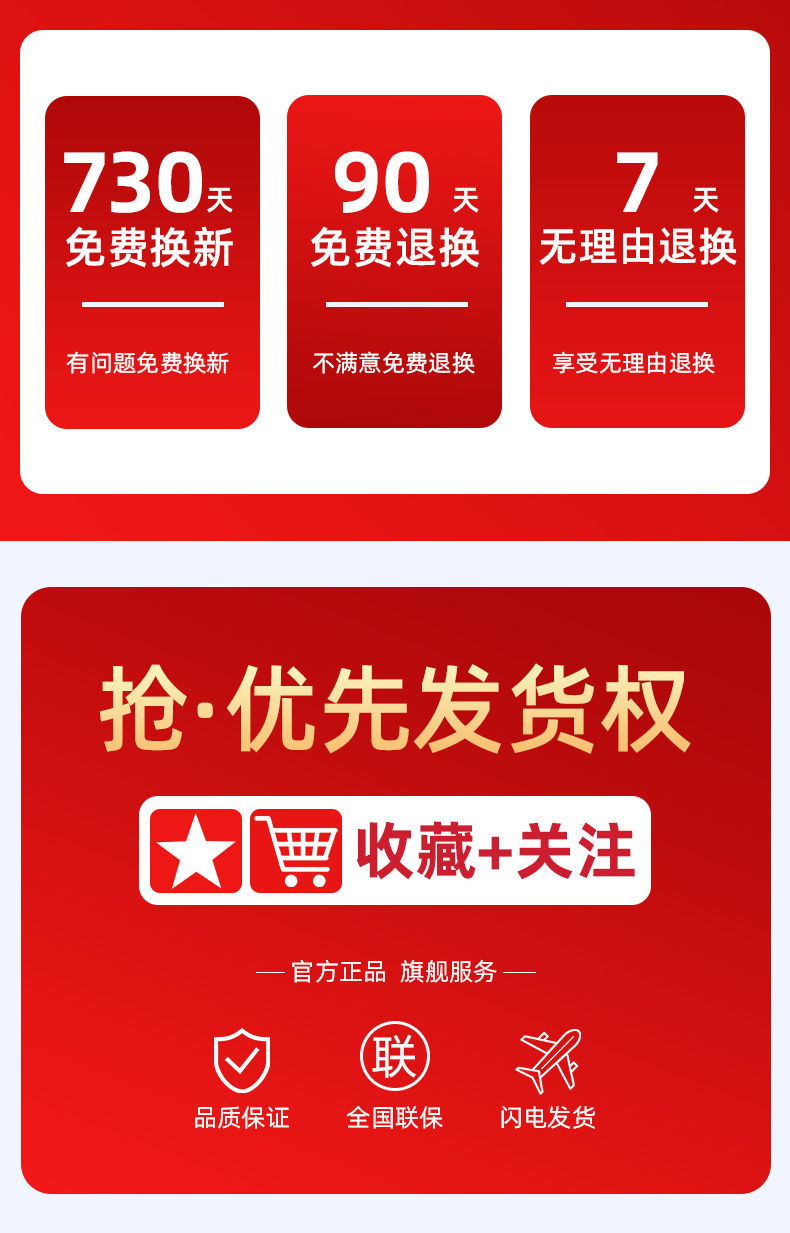 730天
免费换新
有问题免费换新
90天
免费退换
不满意免费退换
7天
无理由退换
享受无理由退换
抢·优先发货权
收藏+关注
官方正品 旗舰服务
联
品质保证
全国联保
闪电发货